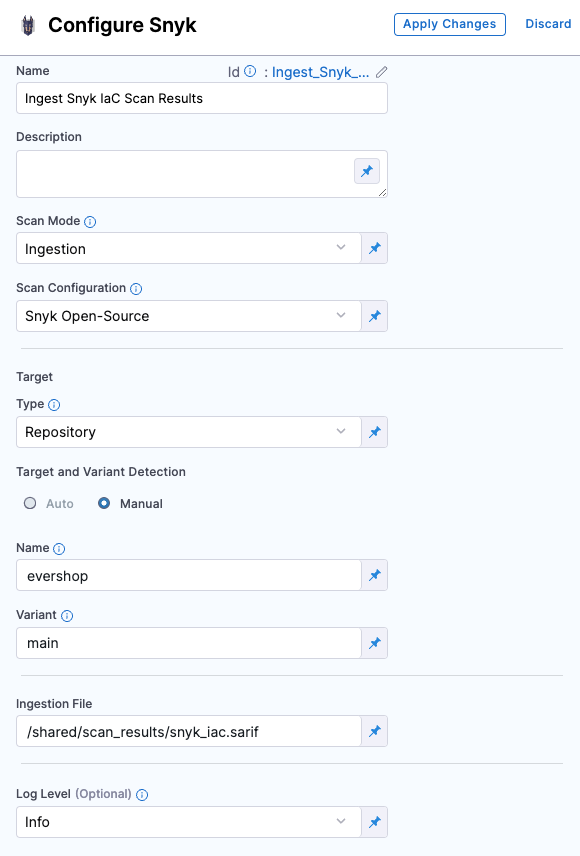 Configure Snyk
Apply Changes
Discard
Name
Id : Ingest_Snyk_...
Ingest Snyk IaC Scan Results
Description
Scan Mode
Ingestion
Scan Configuration
Snyk Open-Source
Target
Type
Repository
Target and Variant Detection
Auto
Manual
Name
evershop
Variant
main
Ingestion File
/shared/scan_results/snyk_iac.sarif
Log Level (Optional)
Info